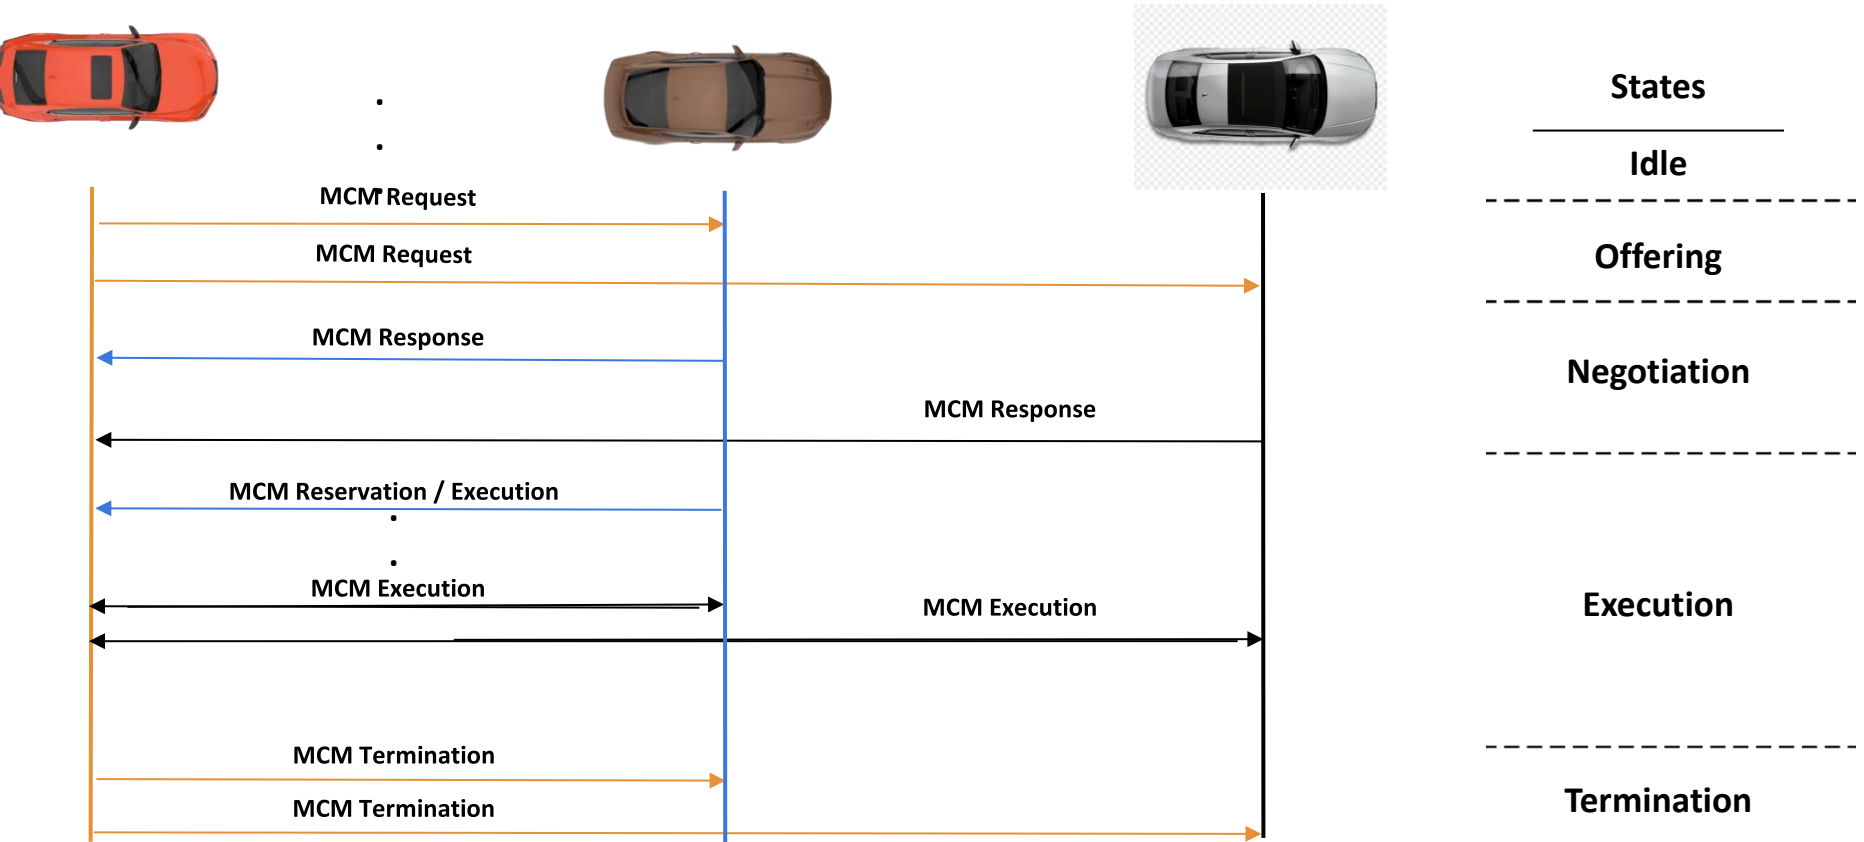 States
Idle
MCM Request
MCM Request
Offering
MCM Response
Negotiation
MCM Response
MCM Reservation / Execution
MCM Execution
MCM Execution
Execution
MCM Termination
MCM Termination
Termination